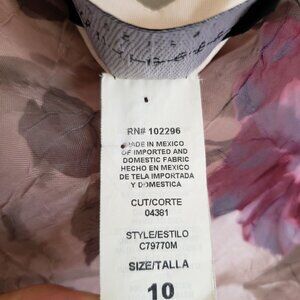 RN# 102296
MADE IN MEXICO
OF IMPORTED AND
DOMESTIC FABRIC
HECHO EN MEXICO
DE TELA IMPORTADA
Y DOMESTICA
CUT/CORTE
04381
STYLE/ESTILO
C79770M
SIZE/TALLA
10